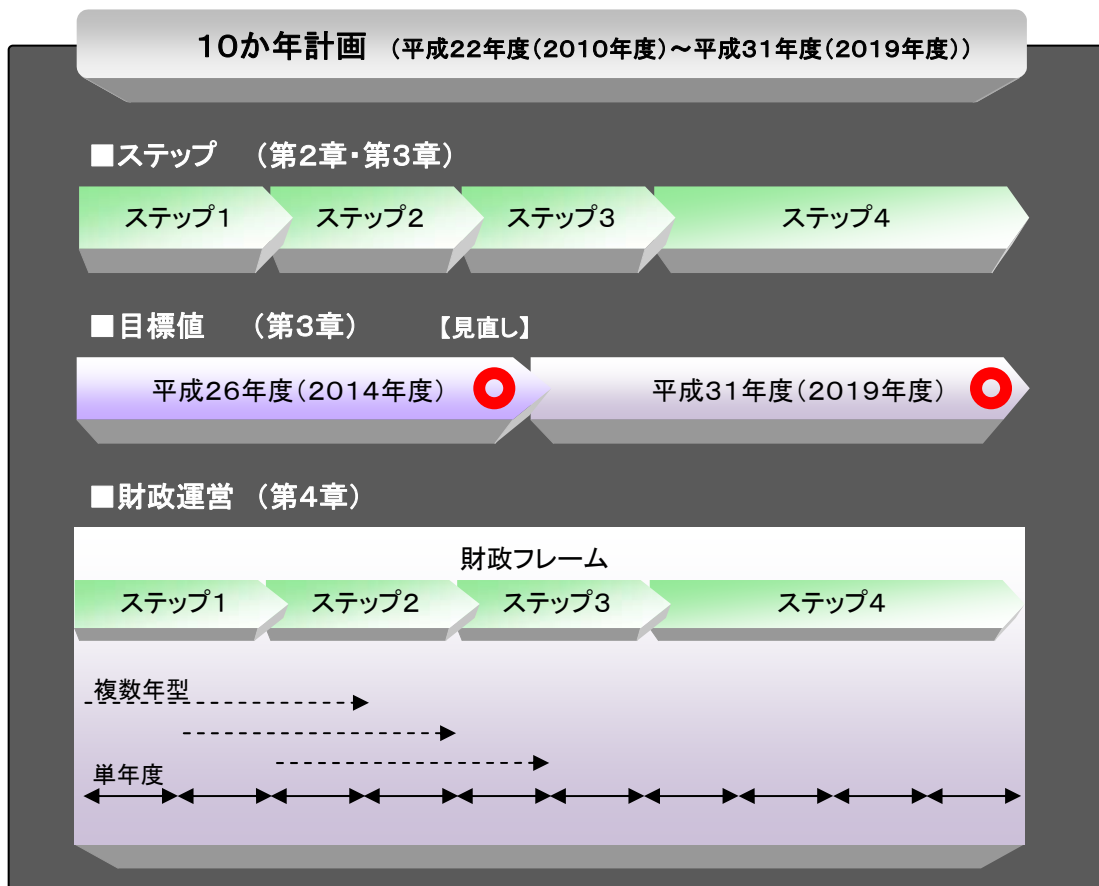 10か年計画 (平成22年度(2010年度)～平成31年度(2019年度))
■ステップ (第2章・第3章)
ステップ1 ステップ2 ステップ3 ステップ4
■目標値 (第3章) 【見直し】
平成26年度(2014年度) 平成31年度(2019年度)
■財政運営 (第4章)
財政フレーム
ステップ1 ステップ2 ステップ3 ステップ4
複数年型
単年度